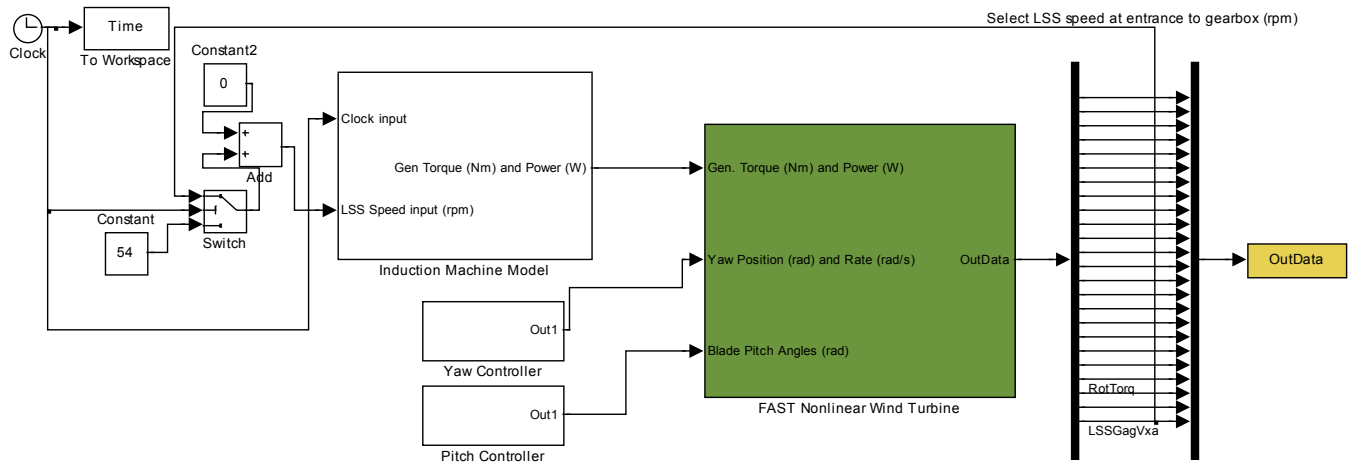 Select LSS speed at entrance to gearbox (rpm)
Time
Clock
To Workspace
Constant2
0
+
+
Add
Constant
54
Switch
Clock input
Gen Torque (Nm) and Power (W)
LSS Speed input (rpm)
Induction Machine Model
Out1
Yaw Controller
Out1
Pitch Controller
Gen. Torque (Nm) and Power (W)
Yaw Position (rad) and Rate (rad/s)
OutData
Blade Pitch Angles (rad)
FAST Nonlinear Wind Turbine
RotTorq
LSSGagVxa
OutData